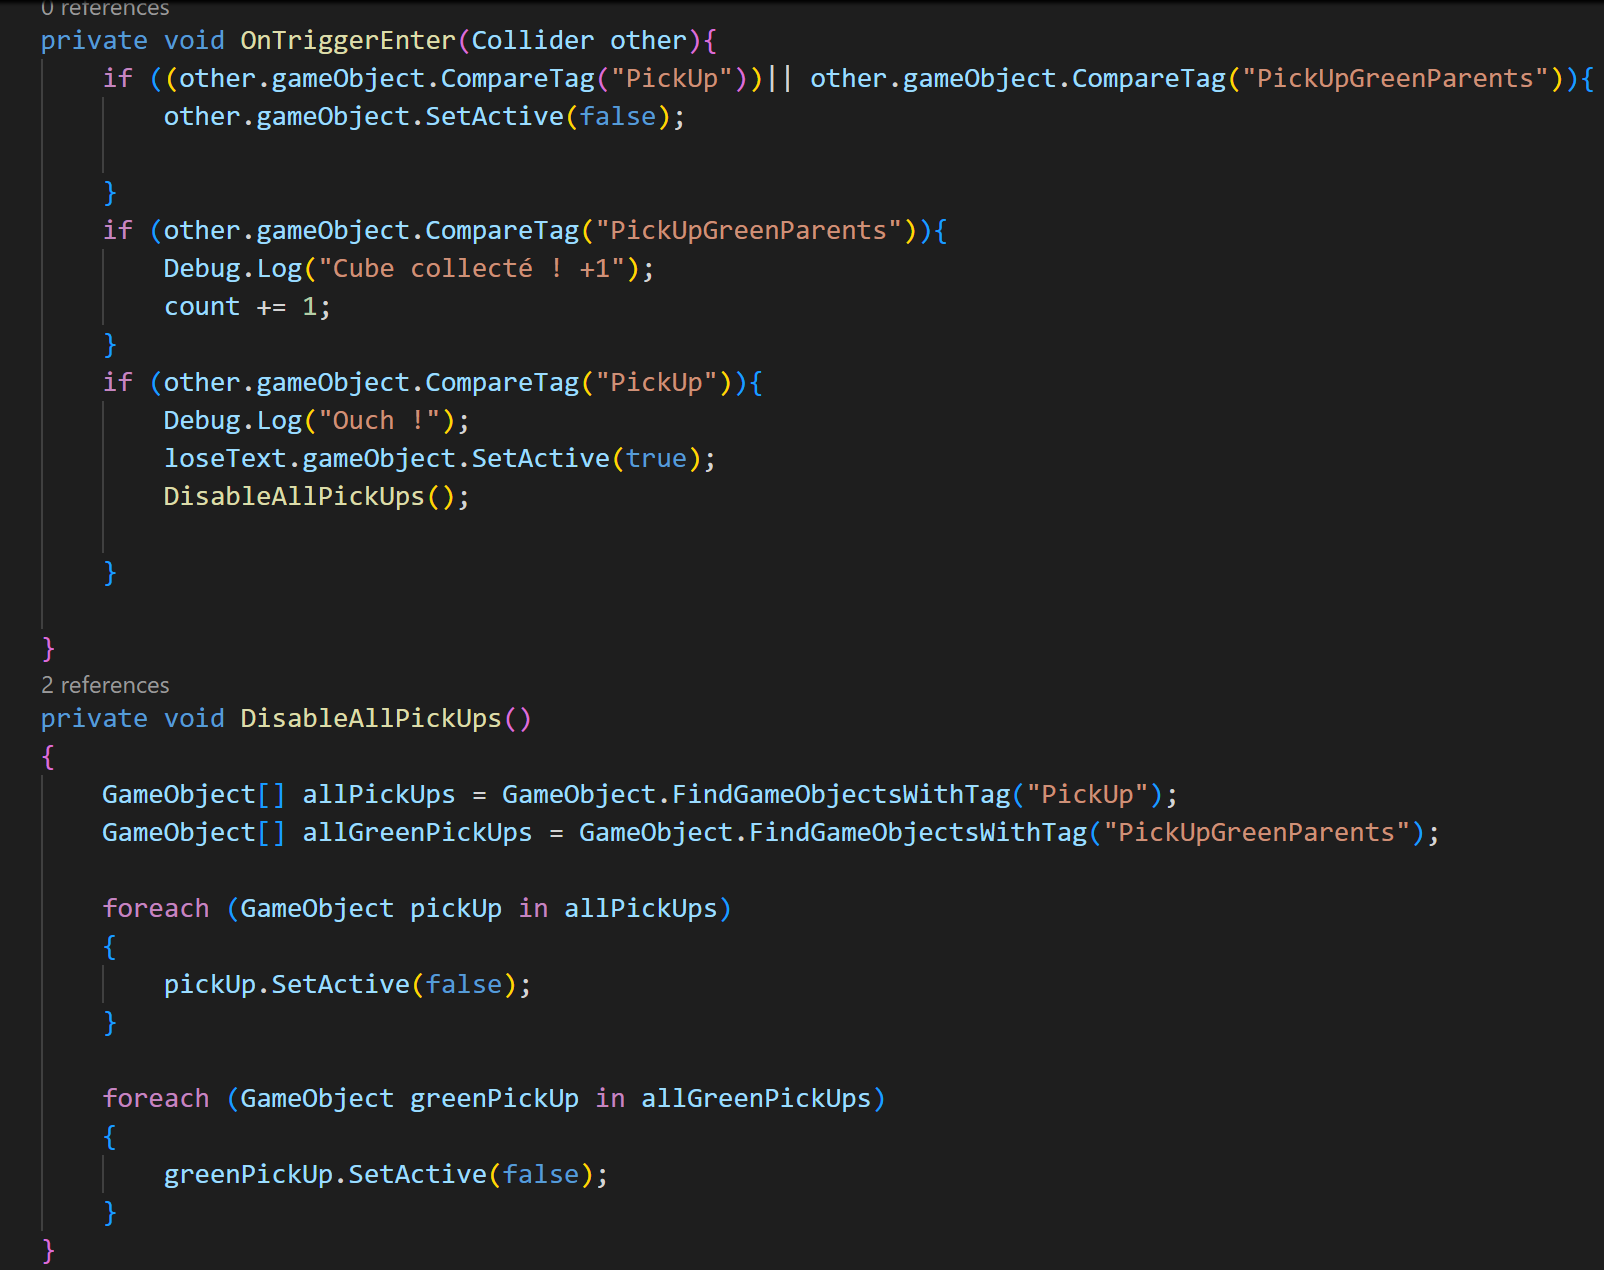 0 references
private void OnTriggerEnter(Collider other){
if ((other.gameObject.CompareTag("PickUp"))|| other.gameObject.CompareTag("PickUpGreenParents")){
other.gameObject.SetActive(false);
}
if (other.gameObject.CompareTag("PickUpGreenParents")){
Debug.Log("Cube collecté ! +1");
count += 1;
}
if (other.gameObject.CompareTag("PickUp")){
Debug.Log("Ouch !");
loseText.gameObject.SetActive(true);
DisableAllPickUps();
}
}
2 references
private void DisableAllPickUps()
{
GameObject[] allPickUps = GameObject.FindGameObjectsWithTag("PickUp");
GameObject[] allGreenPickUps = GameObject.FindGameObjectsWithTag("PickUpGreenParents");
foreach (GameObject pickUp in allPickUps)
{
pickUp.SetActive(false);
}
foreach (GameObject greenPickUp in allGreenPickUps)
{
greenPickUp.SetActive(false);
}
}